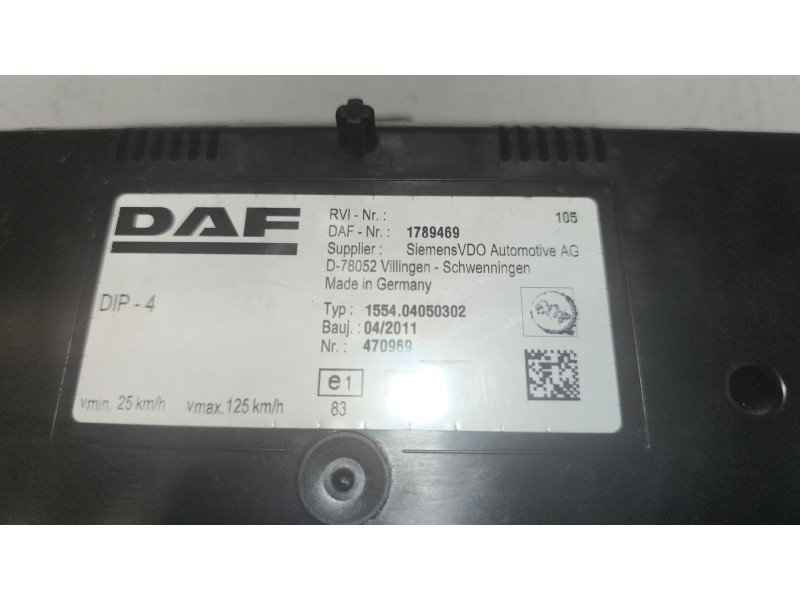 DAF
RVI - Nr. : 105
DAF - Nr. : 1789469
Supplier : SiemensVDO Automotive AG
D-78052 Villingen - Schwenningen
Made in Germany
DIP - 4
Typ : 1554.04050302
Bauj. : 04/2011
Nr. : 470969
e1
83
vmin. 25 km/h vmax. 125 km/h